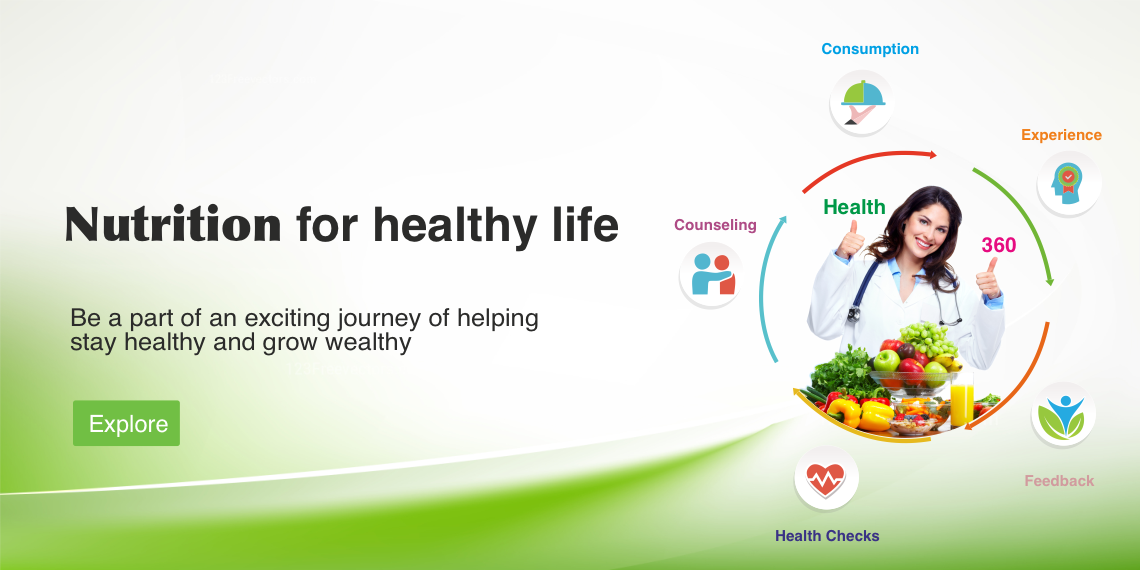 Nutrition for healthy life
Be a part of an exciting journey of helping
stay healthy and grow wealthy
Explore
Consumption
Experience
Health
360
Counseling
Feedback
Health Checks